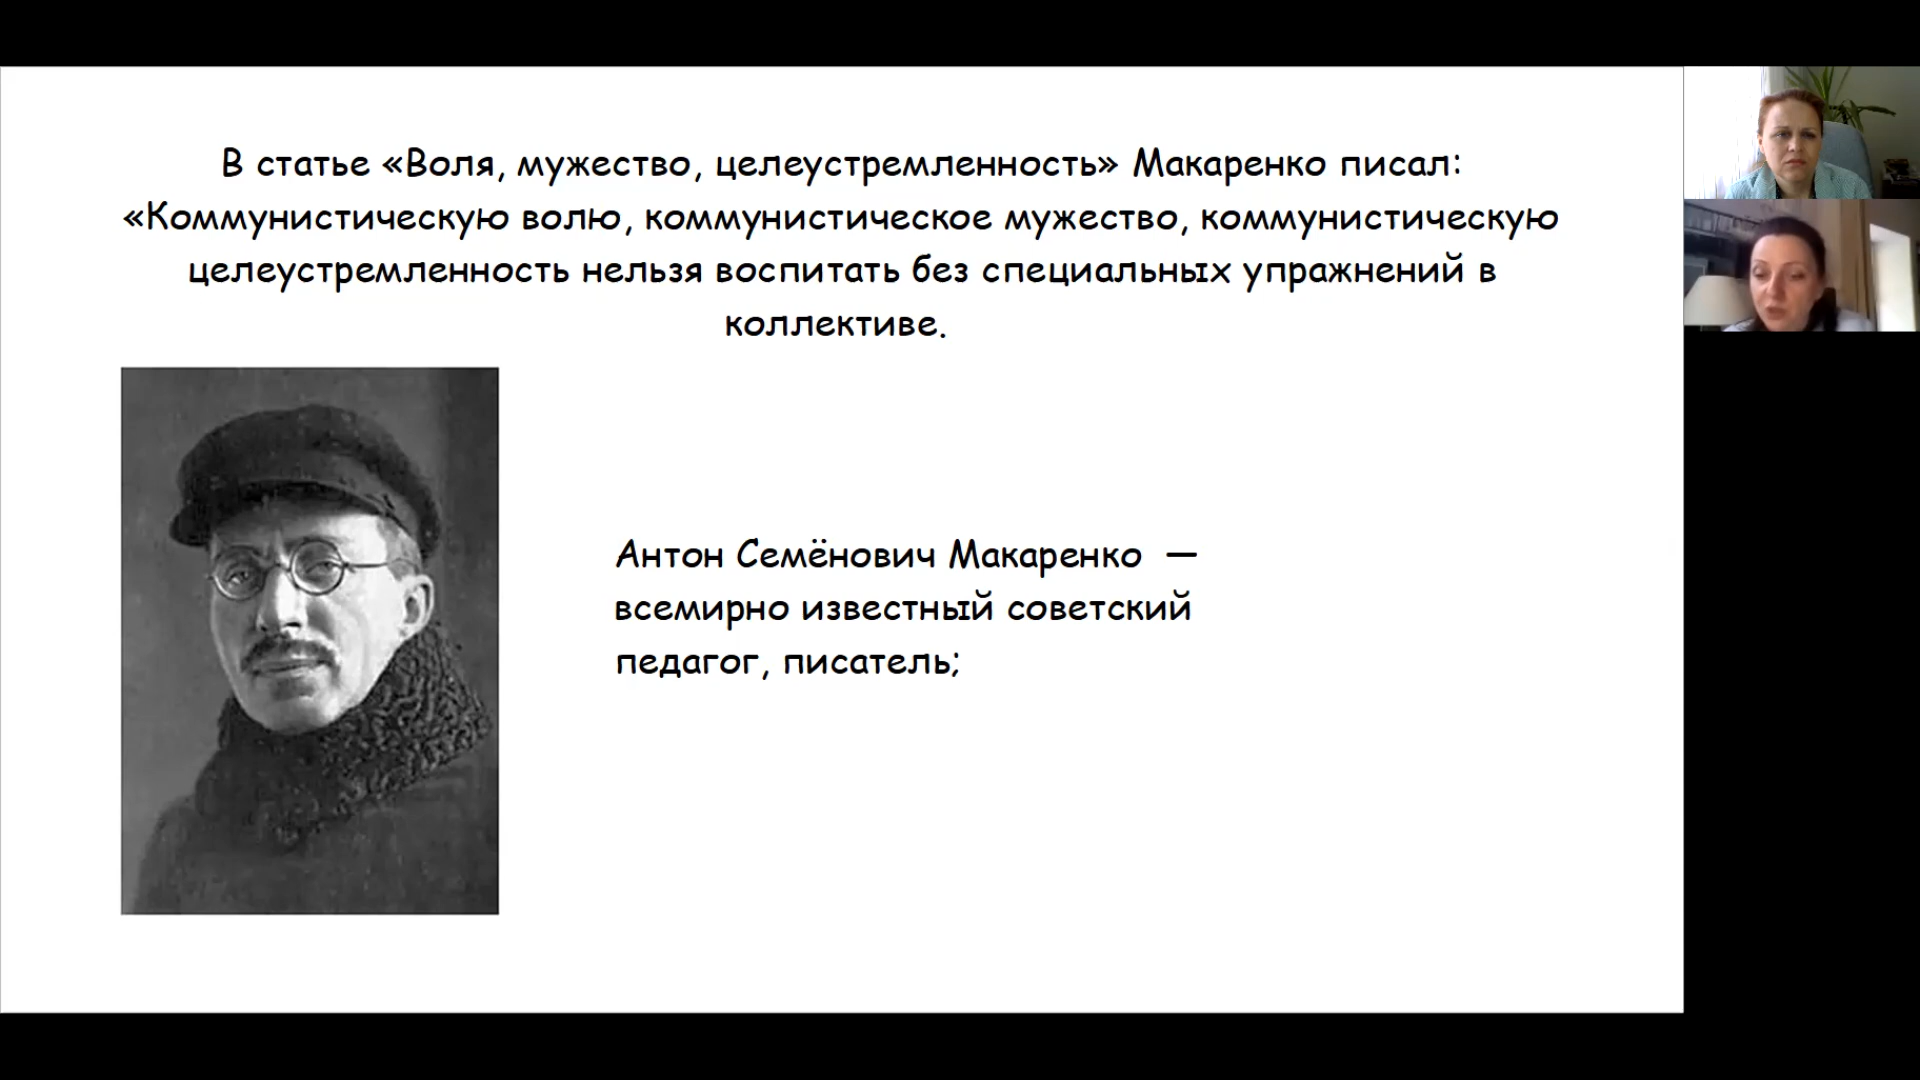 В статье «Воля, мужество, целеустремленность» Макаренко писал:
«Коммунистическую волю, коммунистическое мужество, коммунистическую
целеустремленность нельзя воспитать без специальных упражнений в
коллективе.
Антон Семёнович Макаренко —
всемирно известный советский
педагог, писатель;